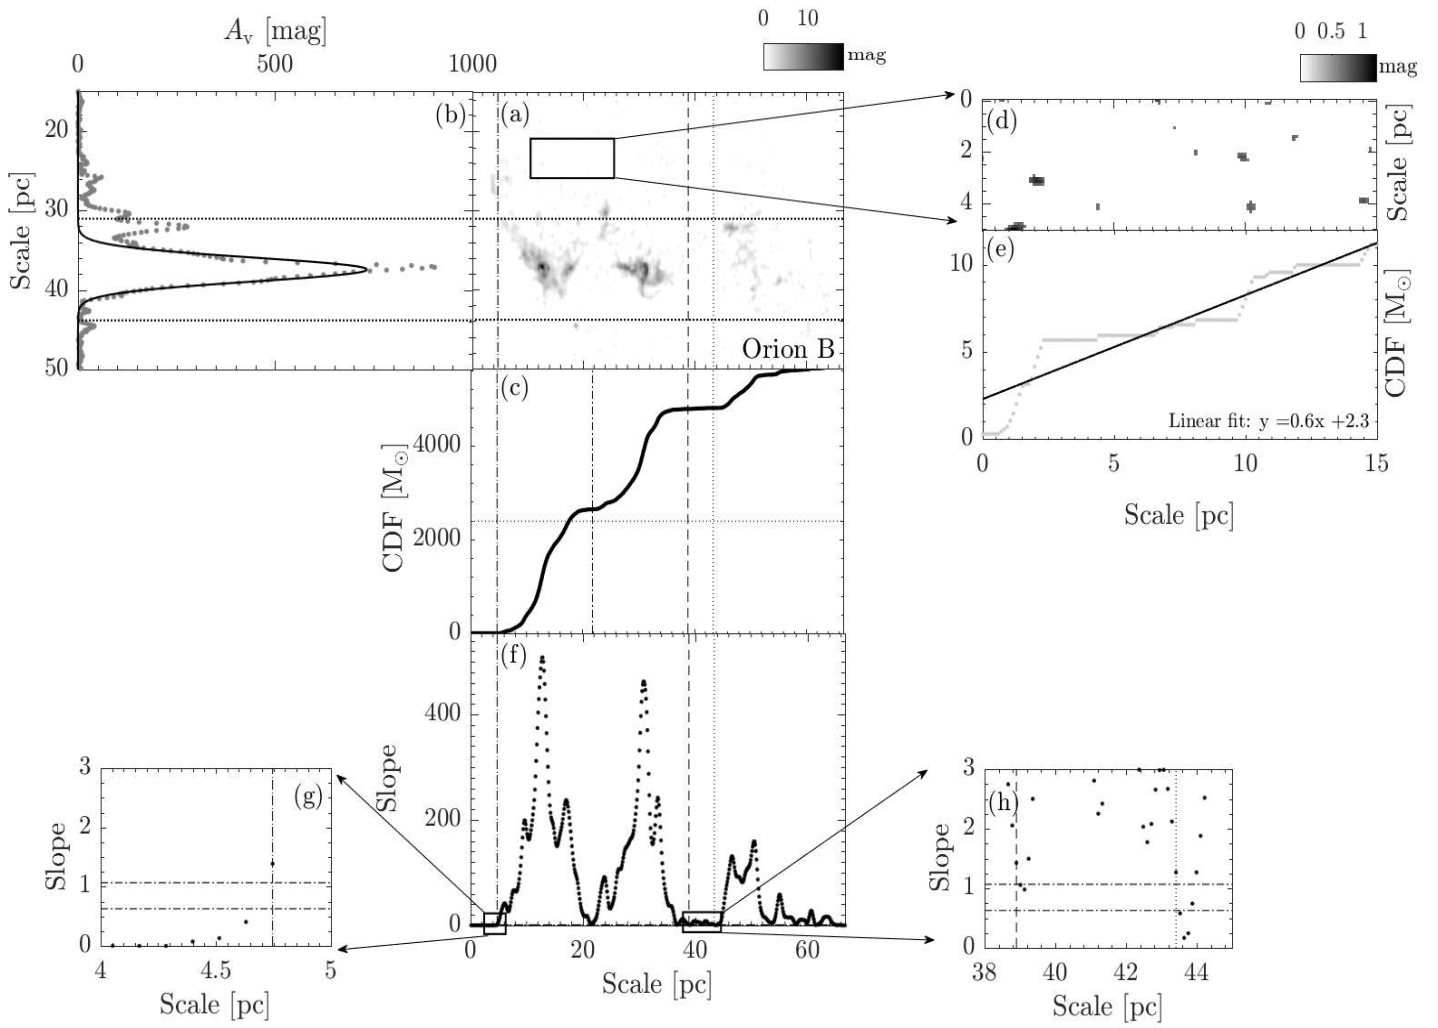 A_v [mag]
0 500 1000
0 10
mag
0 0.5 1
mag
(b)
20
30
40
50
Scale [pc]
(a)
Orion B
(d)
0
2
4
Scale [pc]
(e)
10
5
0
CDF [M⊙]
Linear fit: y =0.6x +2.3
0 5 10 15
Scale [pc]
(c)
4000
2000
0
CDF [M⊙]
(f)
400
200
0
Slope
0 20 40 60
Scale [pc]
(g)
3
2
1
0
Slope
4 4.5 5
Scale [pc]
(h)
3
2
1
0
Slope
38 40 42 44
Scale [pc]